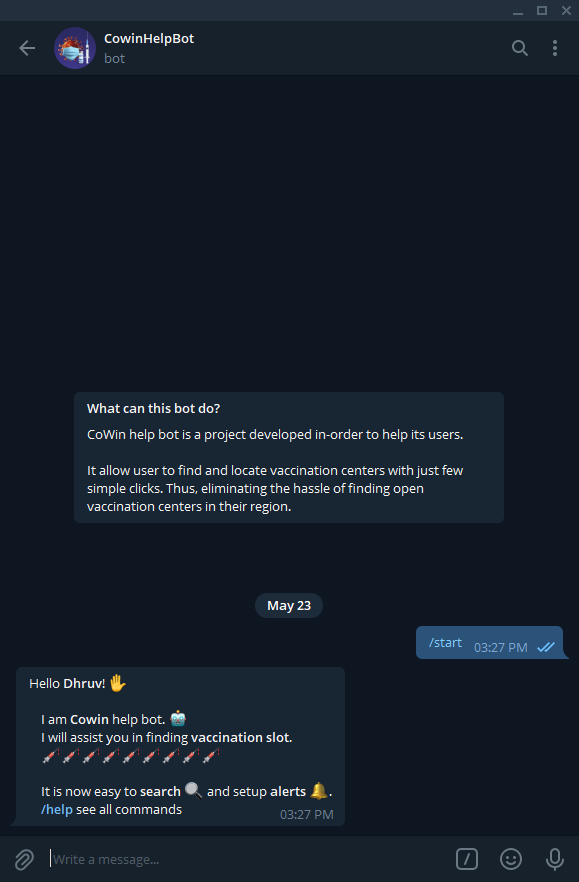 CowinHelpBot
bot
What can this bot do?
CoWin help bot is a project developed in-order to help its users.
It allow user to find and locate vaccination centers with just few
simple clicks. Thus, eliminating the hassle of finding open
vaccination centers in their region.
May 23
/start 03:27 PM
Hello Dhruv! ✋
I am Cowin help bot. 🤖
I will assist you in finding vaccination slot.
💉💉💉💉💉💉💉💉💉
It is now easy to search 🔍 and setup alerts 🔔.
/help see all commands
03:27 PM
Write a message...